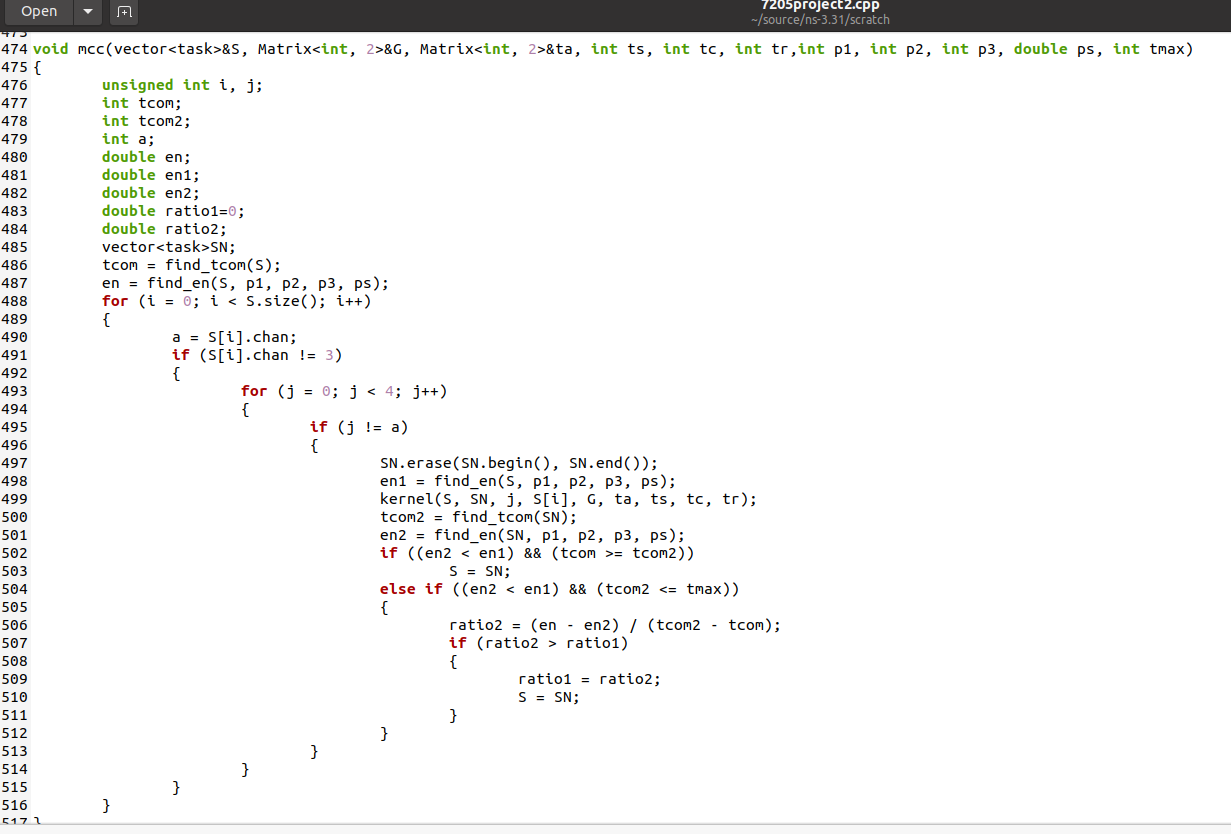 Open
7205project2.cpp
~/source/ns-3.31/scratch
473
474 void mcc(vector<task>&S, Matrix<int, 2>&G, Matrix<int, 2>&ta, int ts, int tc, int tr,int p1, int p2, int p3, double ps, int tmax)
475 {
476 unsigned int i, j;
477 int tcom;
478 int tcom2;
479 int a;
480 double en;
481 double en1;
482 double en2;
483 double ratio1=0;
484 double ratio2;
485 vector<task>SN;
486 tcom = find_tcom(S);
487 en = find_en(S, p1, p2, p3, ps);
488 for (i = 0; i < S.size(); i++)
489 {
490 a = S[i].chan;
491 if (S[i].chan != 3)
492 {
493 for (j = 0; j < 4; j++)
494 {
495 if (j != a)
496 {
497 SN.erase(SN.begin(), SN.end());
498 en1 = find_en(S, p1, p2, p3, ps);
499 kernel(S, SN, j, S[i], G, ta, ts, tc, tr);
500 tcom2 = find_tcom(SN);
501 en2 = find_en(SN, p1, p2, p3, ps);
502 if ((en2 < en1) && (tcom >= tcom2))
503 S = SN;
504 else if ((en2 < en1) && (tcom2 <= tmax))
505 {
506 ratio2 = (en - en2) / (tcom2 - tcom);
507 if (ratio2 > ratio1)
508 {
509 ratio1 = ratio2;
510 S = SN;
511 }
512 }
513 }
514 }
515 }
516 }
517 }